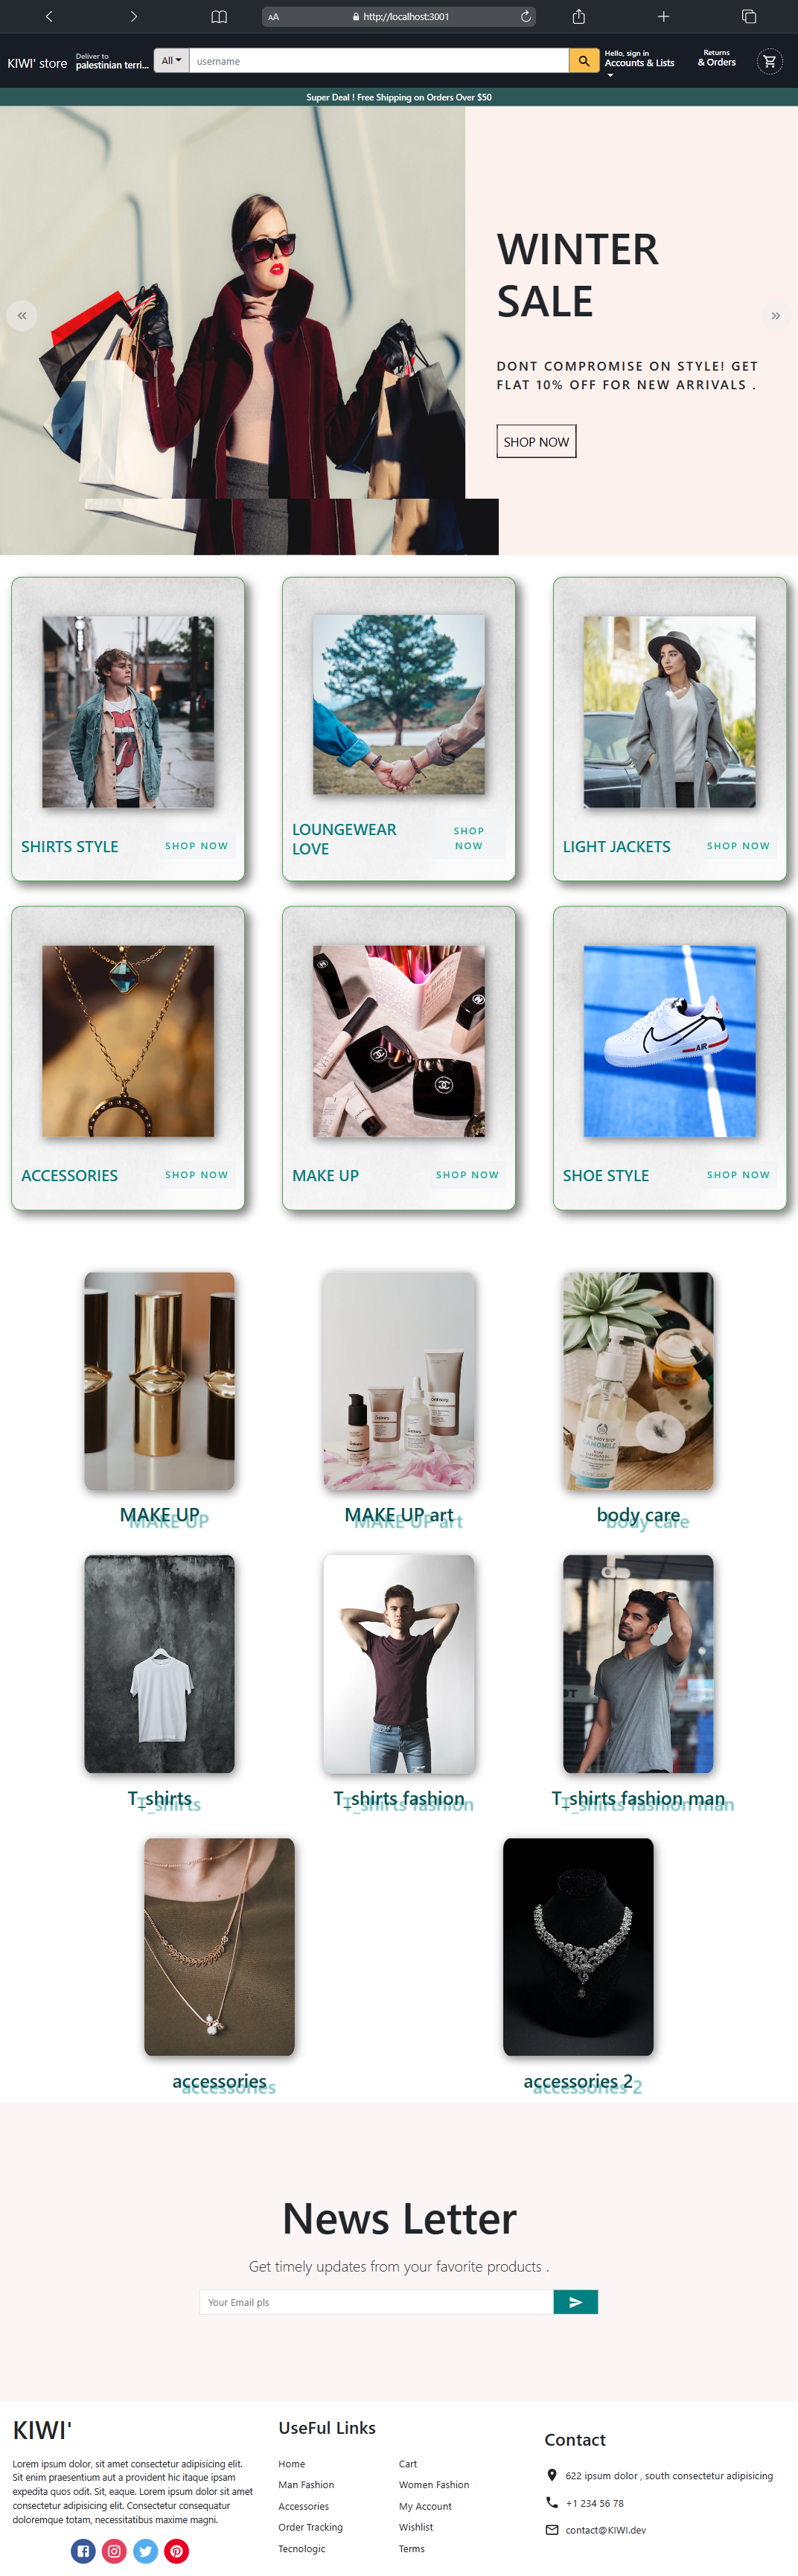 AA
http://localhost:3001
KIWI' store
Deliver to
palestinian terri...
All
username
Hello, sign in
Accounts & Lists
Returns
& Orders
Super Deal ! Free Shipping on Orders Over $50
WINTER
SALE
DONT COMPROMISE ON STYLE! GET
FLAT 10% OFF FOR NEW ARRIVALS .
SHOP NOW
SHIRTS STYLE
SHOP NOW
LOUNGEWEAR
LOVE
SHOP
NOW
LIGHT JACKETS
SHOP NOW
AIR
ACCESSORIES
SHOP NOW
MAKE UP
SHOP NOW
SHOE STYLE
SHOP NOW
MAKE UP
MAKE UP art
body care
T_shirts
T_shirts fashion
T_shirts fashion man
accessories
accessories 2
News Letter
Get timely updates from your favorite products .
Your Email pls
KIWI'
Lorem ipsum dolor, sit amet consectetur adipisicing elit.
Sit enim praesentium aut a provident hic itaque ipsam
expedita quos odit. Sit, eaque. Lorem ipsum dolor sit amet
consectetur adipisicing elit. Consectetur consequatur
doloremque totam, necessitatibus maxime magni.
UseFul Links
Home
Cart
Man Fashion
Women Fashion
Accessories
My Account
Order Tracking
Wishlist
Tecnologic
Terms
Contact
622 ipsum dolor , south consectetur adipisicing
+1 234 56 78
contact@KIWI.dev